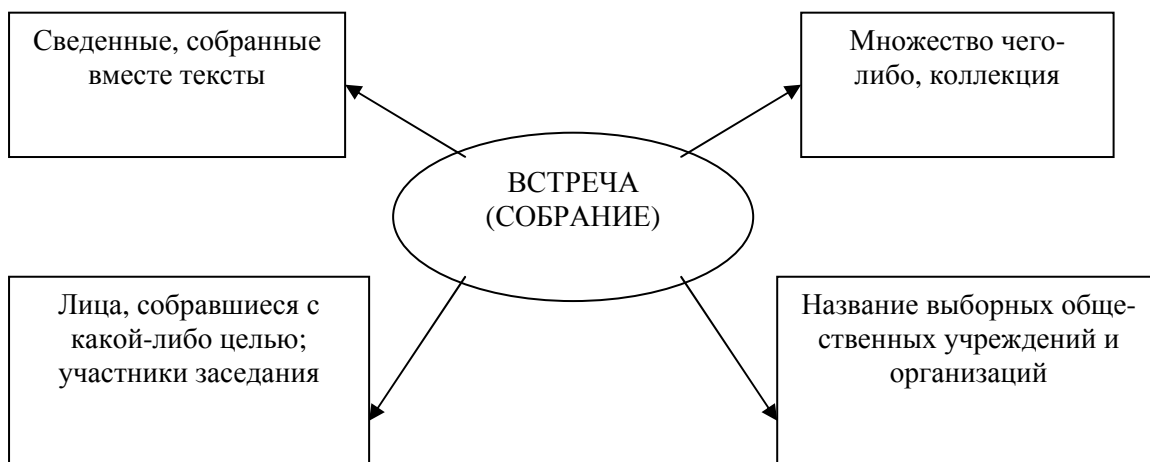 Сведенные, собранные
вместе тексты
Множество чего-
либо, коллекция
ВСТРЕЧА
(СОБРАНИЕ)
Лица, собравшиеся с
какой-либо целью;
участники заседания
Название выборных обще-
ственных учреждений и
организаций